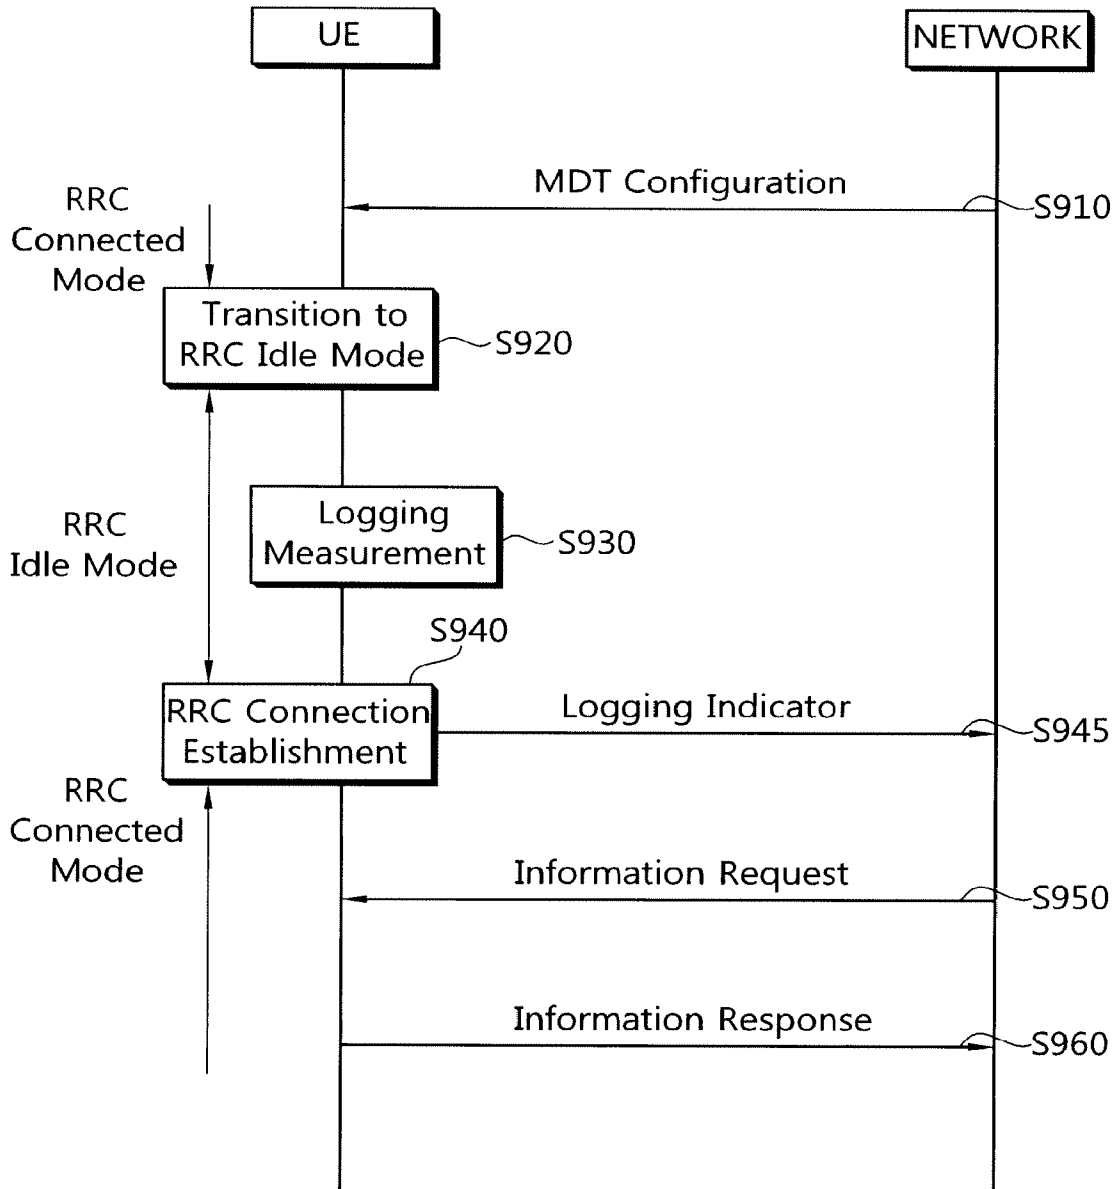 UE
NETWORK
MDT Configuration
S910
RRC
Connected
Mode
Transition to
RRC Idle Mode
S920
RRC
Idle Mode
Logging
Measurement
S930
S940
RRC Connection
Establishment
Logging Indicator
S945
RRC
Connected
Mode
Information Request
S950
Information Response
S960